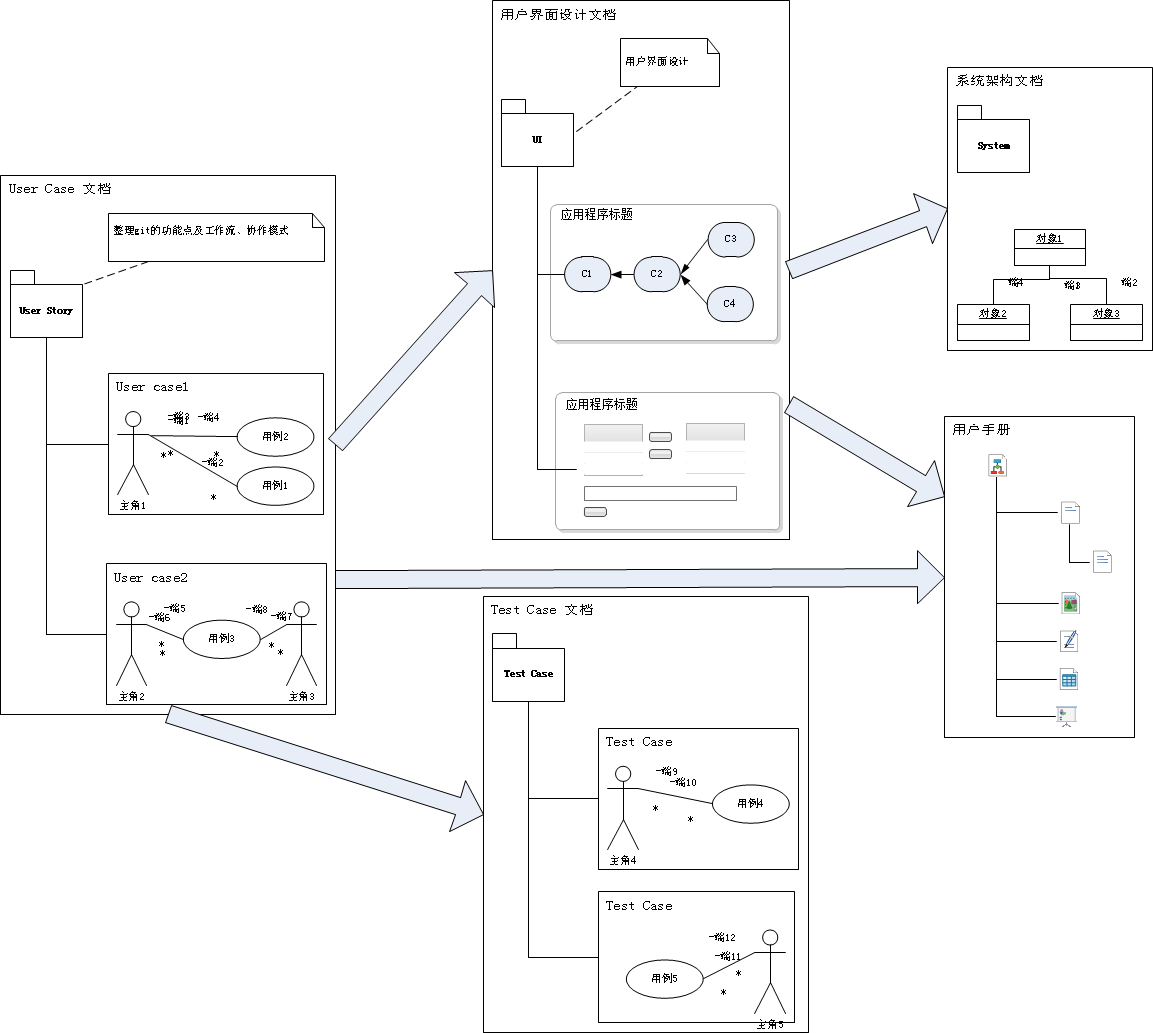 User Case 文档
整理git的功能点及工作流、协作模式
User Story
User case1
-端3
-端1
-端4
用例2
**
*
-端2
用例1
*
主角1
User case2
-端5
-端6
-端8
-端7
用例3
*
*
*
*
主角2
主角3
用户界面设计文档
用户界面设计
UI
应用程序标题
C3
C1
C2
C4
应用程序标题
系统架构文档
System
对象1
-端4
-端3
-端2
对象2
对象3
用户手册
Test Case 文档
Test Case
Test Case
-端9
-端10
用例4
*
*
主角4
Test Case
-端12
-端11
用例5
*
*
主角5